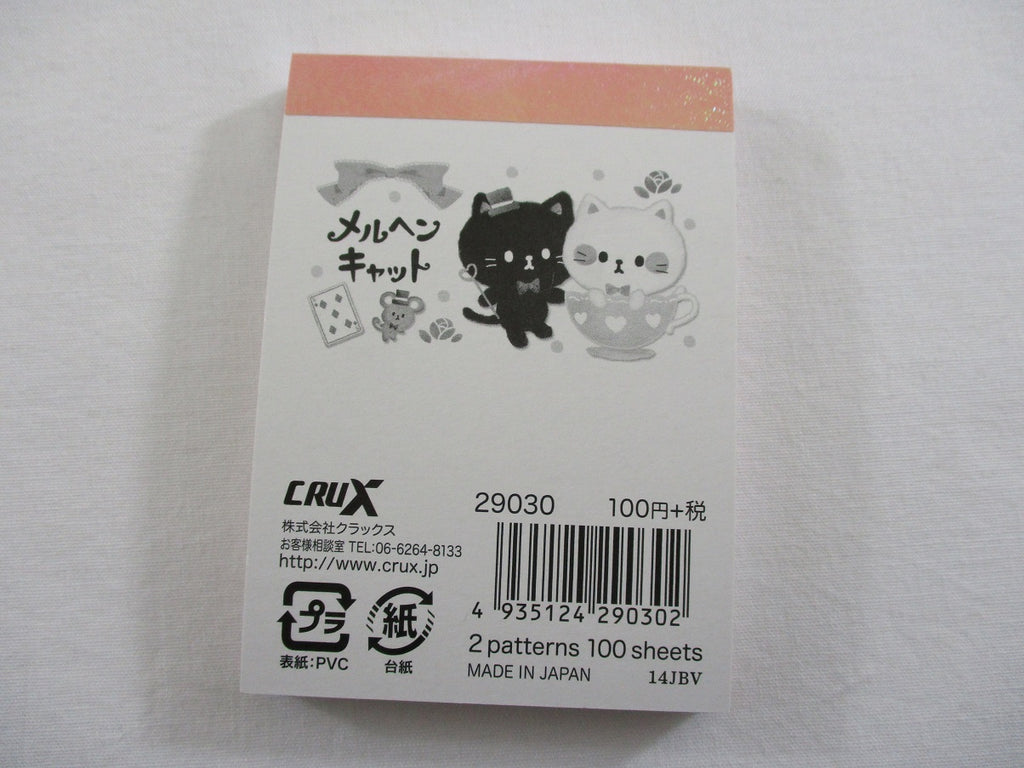 メルヘン
キャット
CRUX
株式会社クラックス
お客様相談室 TEL:06-6264-8133
http://www.crux.jp
プラ
表紙:PVC
紙
台紙
29030 100円+税
4 935124 290302
2 patterns 100 sheets
MADE IN JAPAN 14JBV